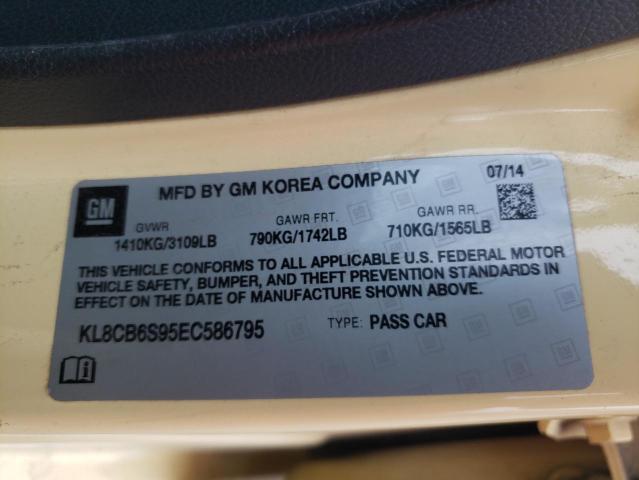 GM
MFD BY GM KOREA COMPANY
07/14
GVWR
GAWR FRT.
GAWR RR.
1410KG/3109LB
790KG/1742LB
710KG/1565LB
THIS VEHICLE CONFORMS TO ALL APPLICABLE U.S. FEDERAL MOTOR
VEHICLE SAFETY, BUMPER, AND THEFT PREVENTION STANDARDS IN
EFFECT ON THE DATE OF MANUFACTURE SHOWN ABOVE.
KL8CB6S95EC586795
TYPE: PASS CAR